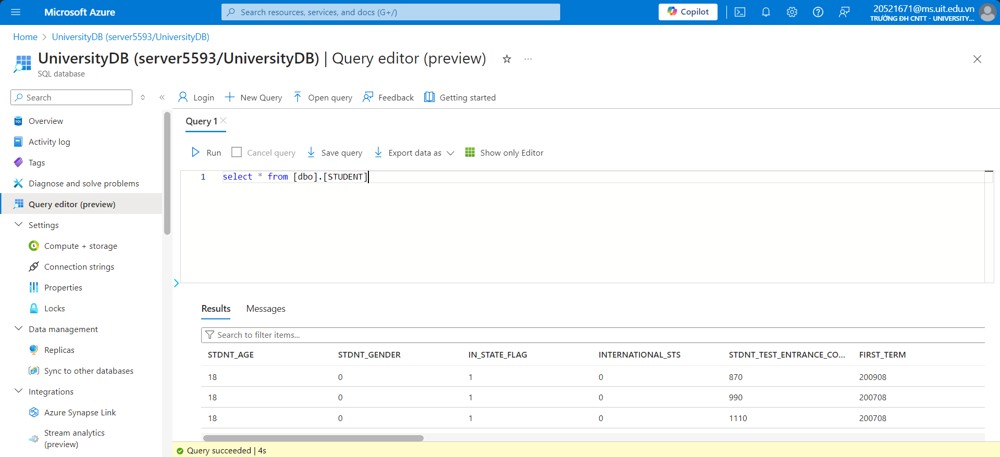 Microsoft Azure
Search resources, services, and docs (G+/)
Copilot
20521671@ms.uit.edu.vn
TRƯỜNG ĐH CNTT - UNIVERSITY...
Home > UniversityDB (server5593/UniversityDB)
UniversityDB (server5593/UniversityDB) | Query editor (preview)
SQL database
Search
Login
New Query
Open query
Feedback
Getting started
Overview
Activity log
Tags
Diagnose and solve problems
Query editor (preview)
Settings
Compute + storage
Connection strings
Properties
Locks
Data management
Replicas
Sync to other databases
Integrations
Azure Synapse Link
Stream analytics
(preview)
Query 1
Run
Cancel query
Save query
Export data as
Show only Editor
1 select * from [dbo].[STUDENT]
Results
Messages
Search to filter items...
STDNT_AGE STDNT_GENDER IN_STATE_FLAG INTERNATIONAL_STS STDNT_TEST_ENTRANCE_CO... FIRST_TERM
18 0 1 0 870 200908
18 0 1 0 990 200708
18 0 1 0 1110 200708
Query succeeded | 4s